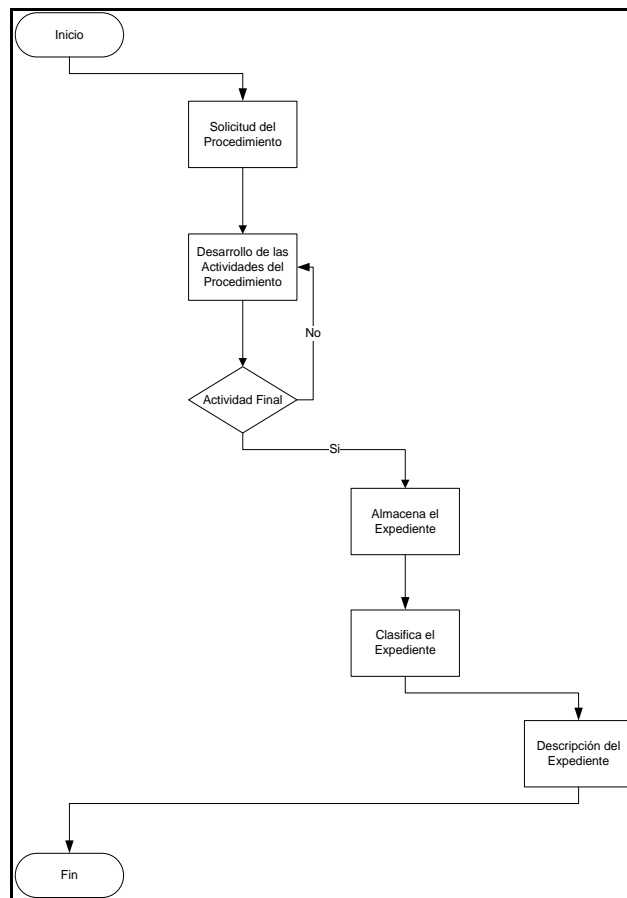 Inicio
Solicitud del
Procedimiento
Desarrollo de las
Actividades del
Procedimiento
No
Actividad Final
Si
Almacena el
Expediente
Clasifica el
Expediente
Descripción del
Expediente
Fin